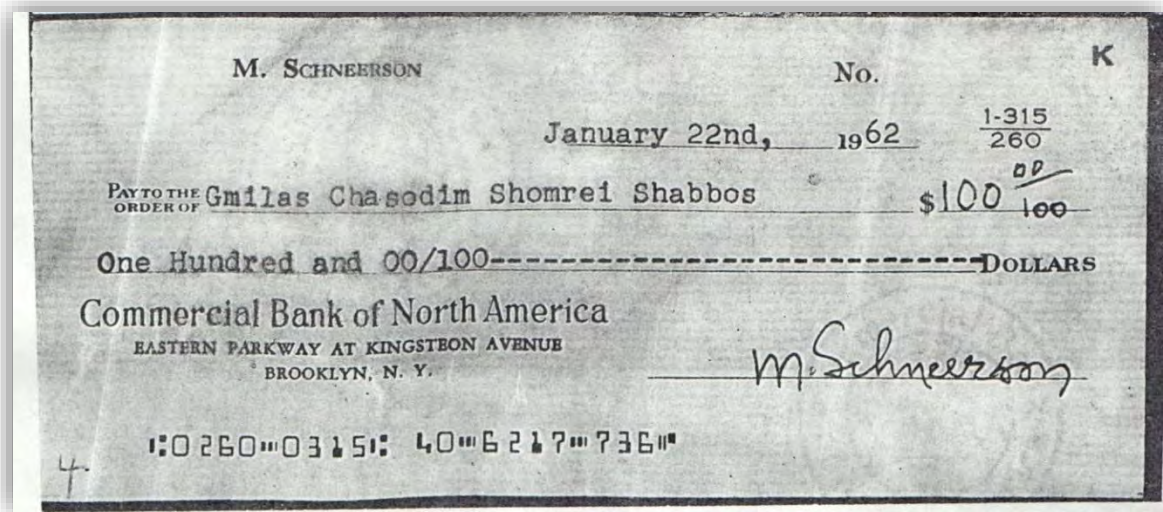 M. SCHNEERSON No. K
January 22nd, 1962 1-315/260
PAY TO THE ORDER OF Gmilas Chasodim Shomrei Shabbos $100 00/100
One Hundred and 00/100----------------------------DOLLARS
Commercial Bank of North America
EASTERN PARKWAY AT KINGSTBON AVENUE
BROOKLYN, N. Y.
M. Schneerson
⑆0260⑉0315⑆ 40⑉6217⑉736⑈
4